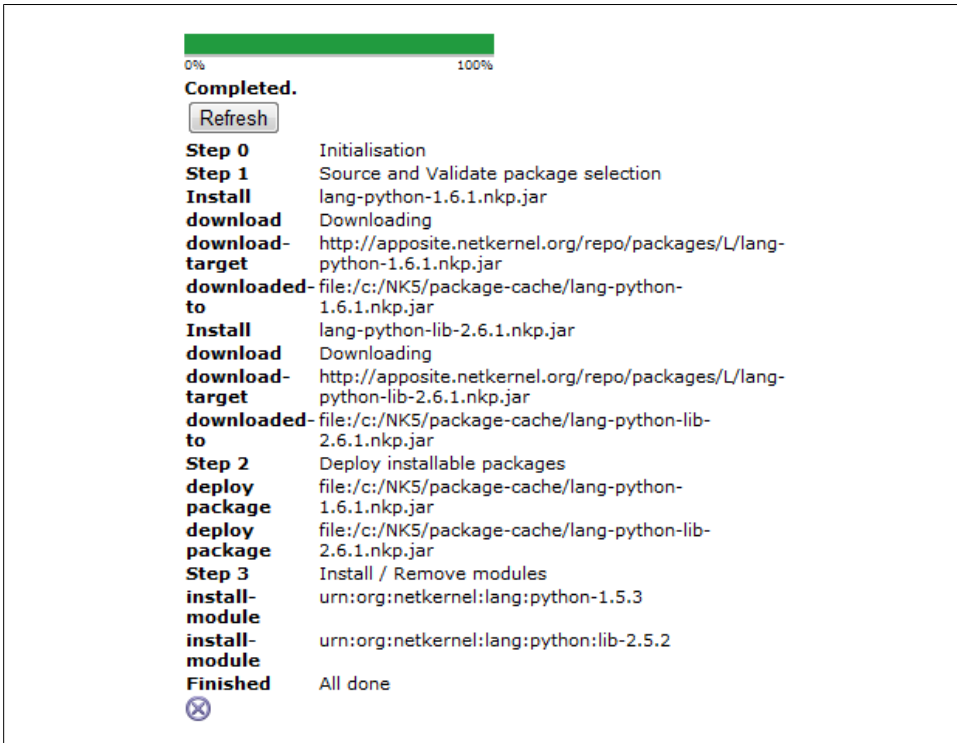 0% 100%
Completed.
Refresh
Step 0 Initialisation
Step 1 Source and Validate package selection
Install lang-python-1.6.1.nkp.jar
download Downloading
download- http://apposite.netkernel.org/repo/packages/L/lang-
target python-1.6.1.nkp.jar
downloaded- file:/c:/NK5/package-cache/lang-python-
to 1.6.1.nkp.jar
Install lang-python-lib-2.6.1.nkp.jar
download Downloading
download- http://apposite.netkernel.org/repo/packages/L/lang-
target python-lib-2.6.1.nkp.jar
downloaded- file:/c:/NK5/package-cache/lang-python-lib-
to 2.6.1.nkp.jar
Step 2 Deploy installable packages
deploy file:/c:/NK5/package-cache/lang-python-
package 1.6.1.nkp.jar
deploy file:/c:/NK5/package-cache/lang-python-lib-
package 2.6.1.nkp.jar
Step 3 Install / Remove modules
install- urn:org:netkernel:lang:python-1.5.3
module
install- urn:org:netkernel:lang:python:lib-2.5.2
module
Finished All done